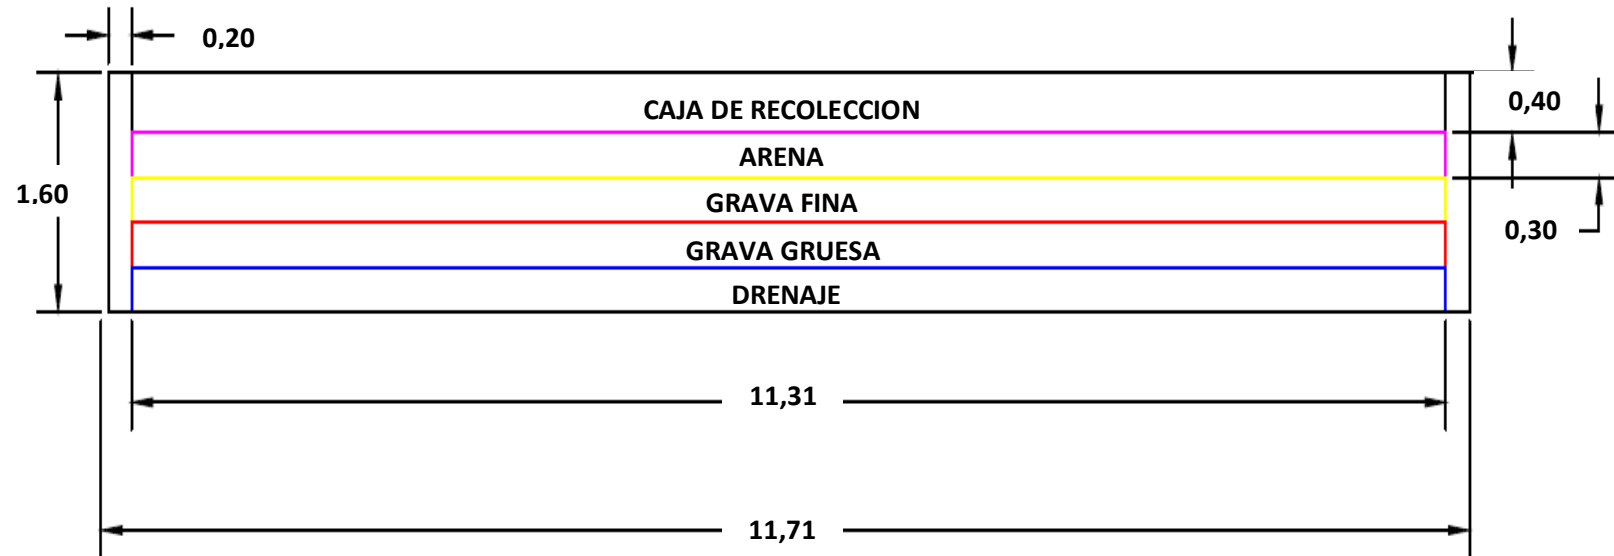 0,20
CAJA DE RECOLECCION
0,40
ARENA
1,60
GRAVA FINA
0,30
GRAVA GRUESA
DRENAJE
11,31
11,71